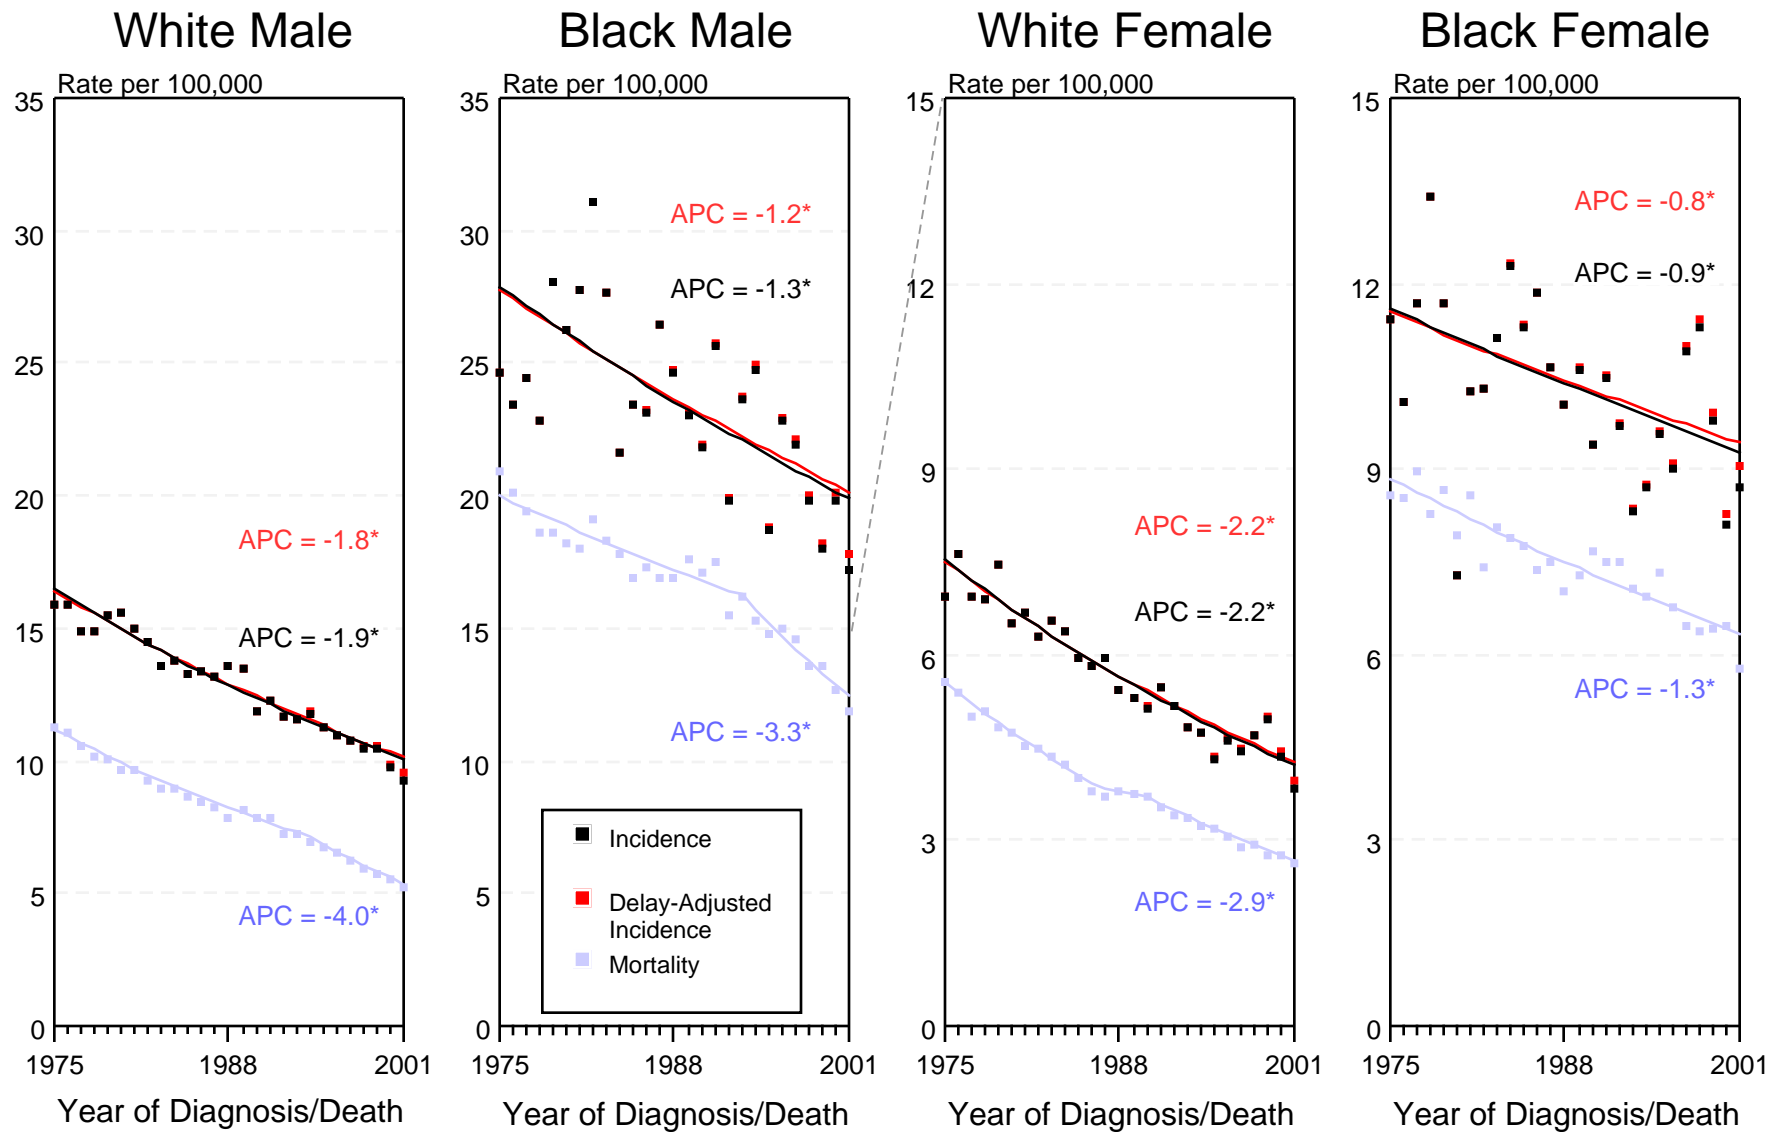 White Male
Rate per 100,000
35
30
25
20
15
10
5
0
APC = -1.8*
APC = -1.9*
APC = -4.0*
1975
1988
2001
Year of Diagnosis/Death
Black Male
Rate per 100,000
35
30
25
20
15
10
5
0
APC = -1.2*
APC = -1.3*
APC = -3.3*
Incidence
Delay-Adjusted
Incidence
Mortality
1975
1988
2001
Year of Diagnosis/Death
White Female
Rate per 100,000
15
12
9
6
3
0
APC = -2.2*
APC = -2.2*
APC = -2.9*
1975
1988
2001
Year of Diagnosis/Death
Black Female
Rate per 100,000
15
12
9
6
3
0
APC = -0.8*
APC = -0.9*
APC = -1.3*
1975
1988
2001
Year of Diagnosis/Death